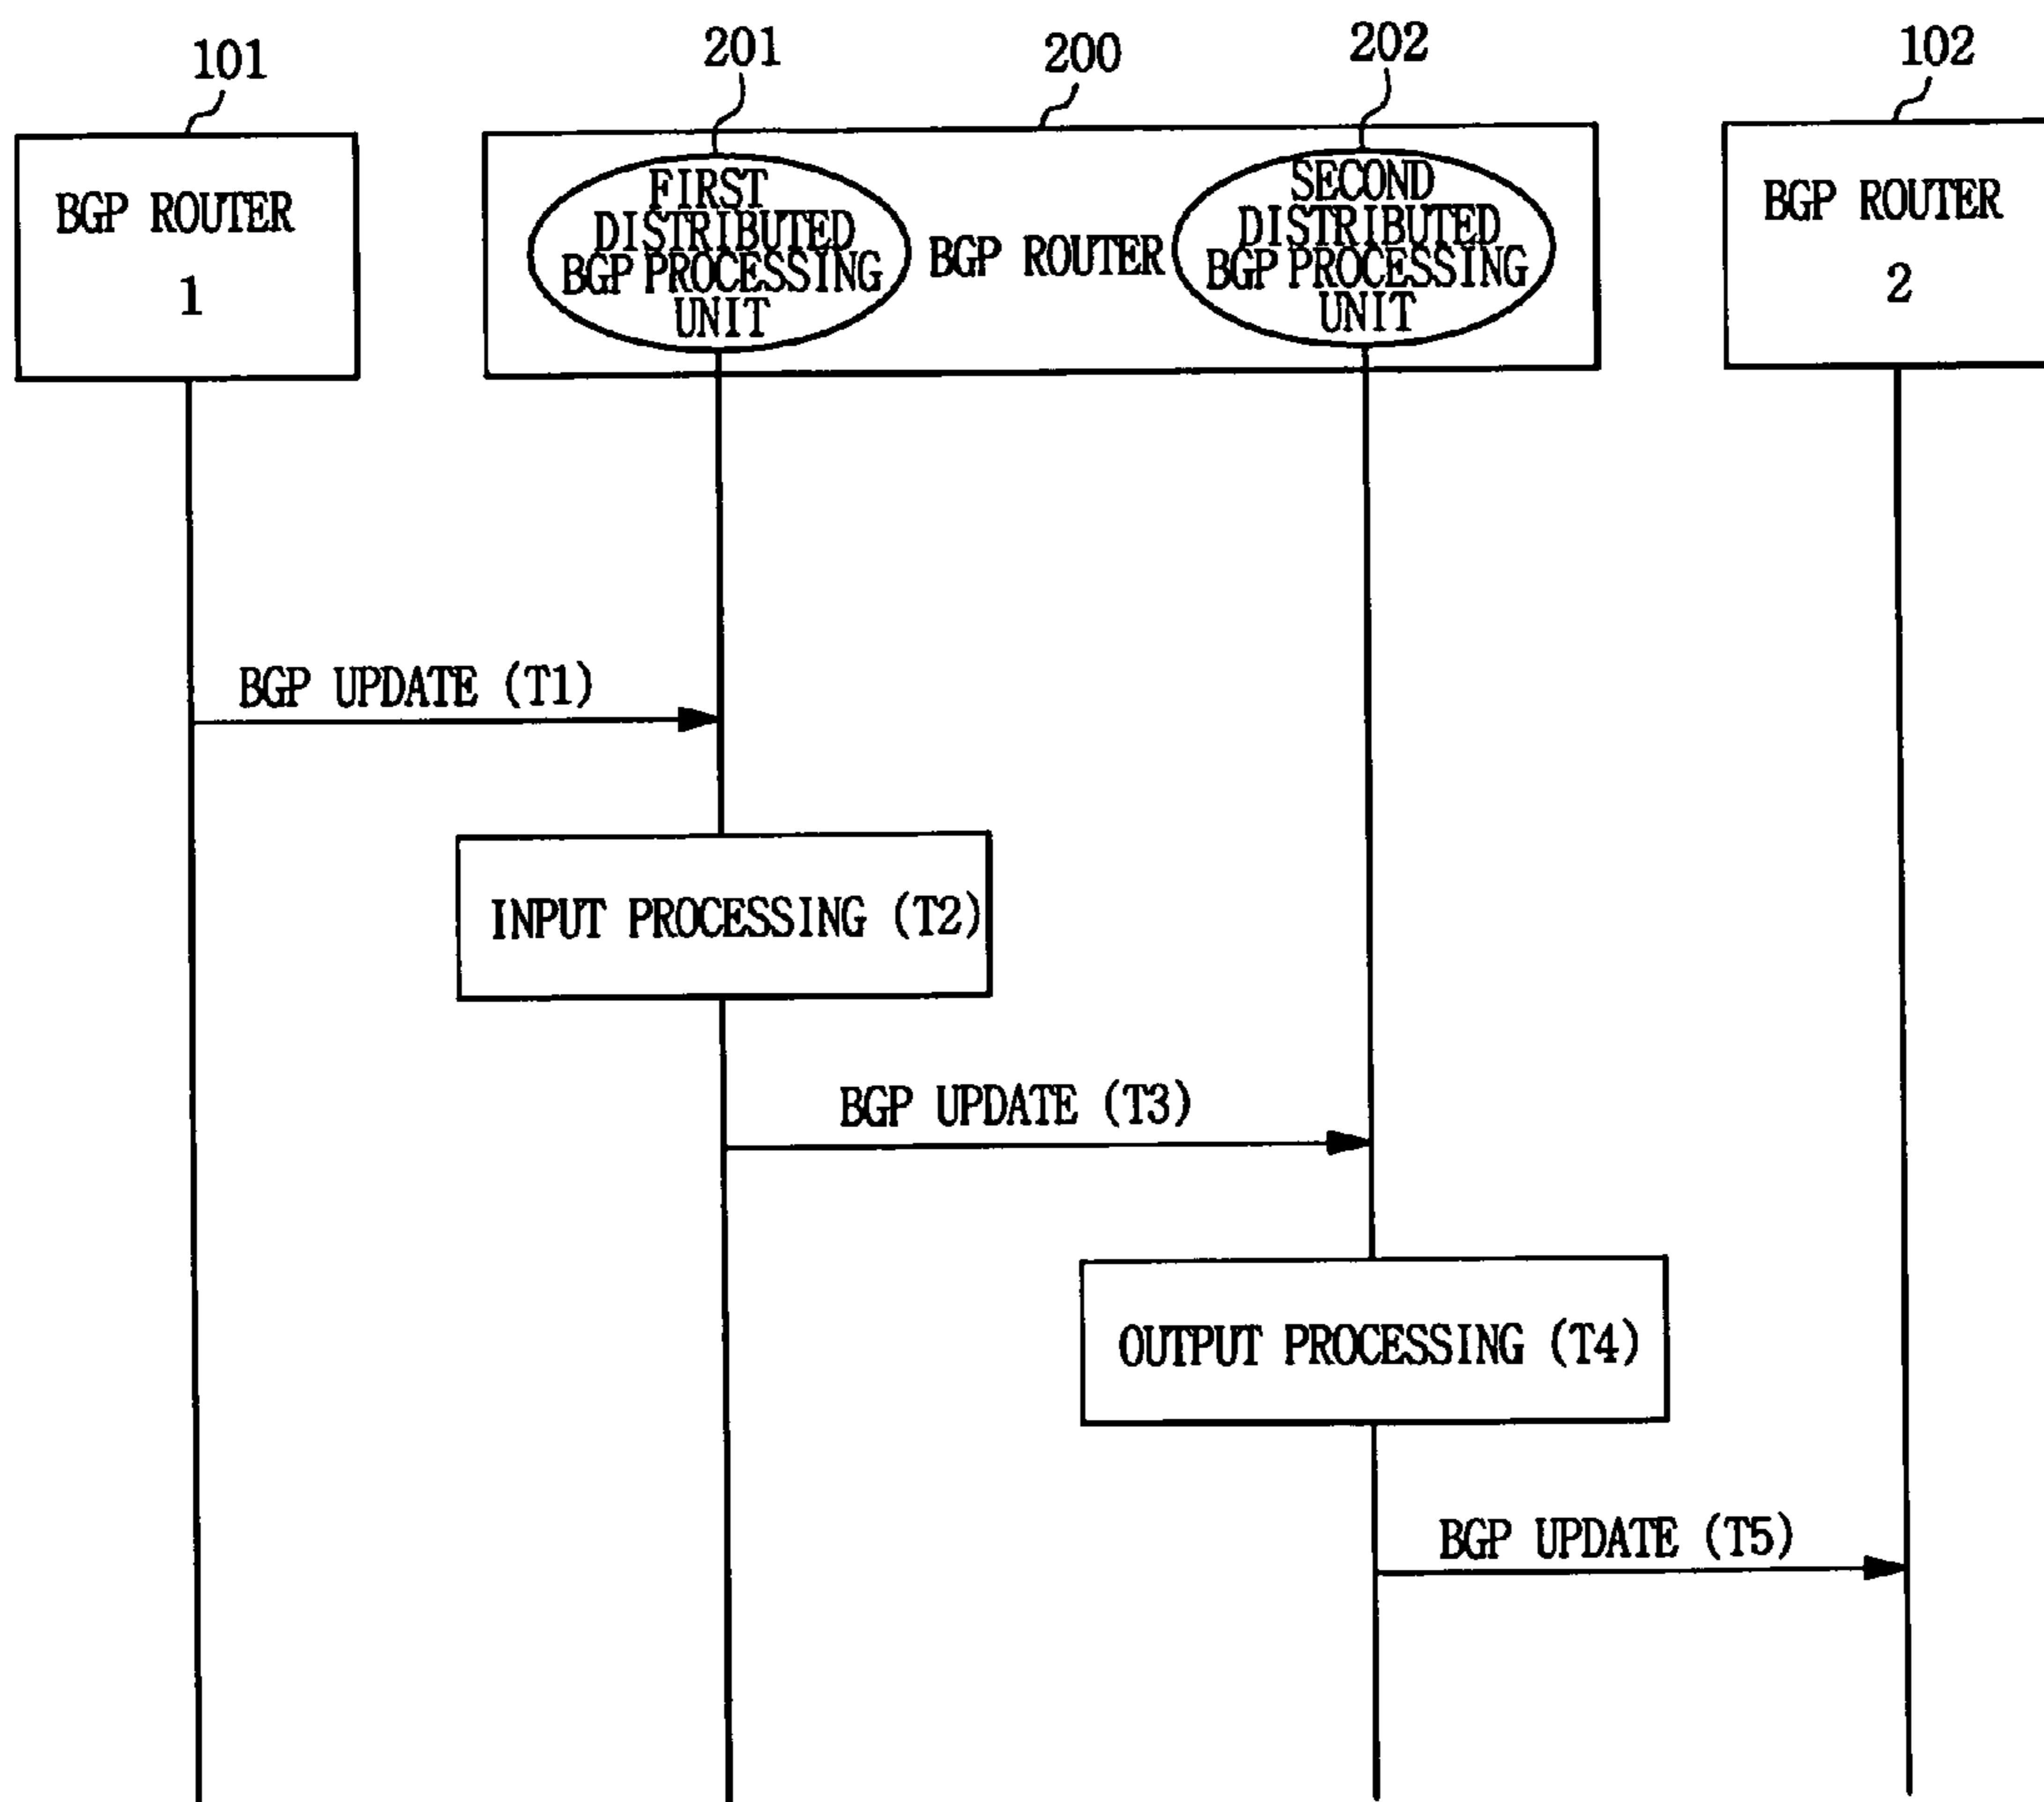 101
201
200
202
102
BGP ROUTER
1
FIRST
DISTRIBUTED
BGP PROCESSING
UNIT
BGP ROUTER
SECOND
DISTRIBUTED
BGP PROCESSING
UNIT
BGP ROUTER
2
BGP UPDATE (T1)
INPUT PROCESSING (T2)
BGP UPDATE (T3)
OUTPUT PROCESSING (T4)
BGP UPDATE (T5)